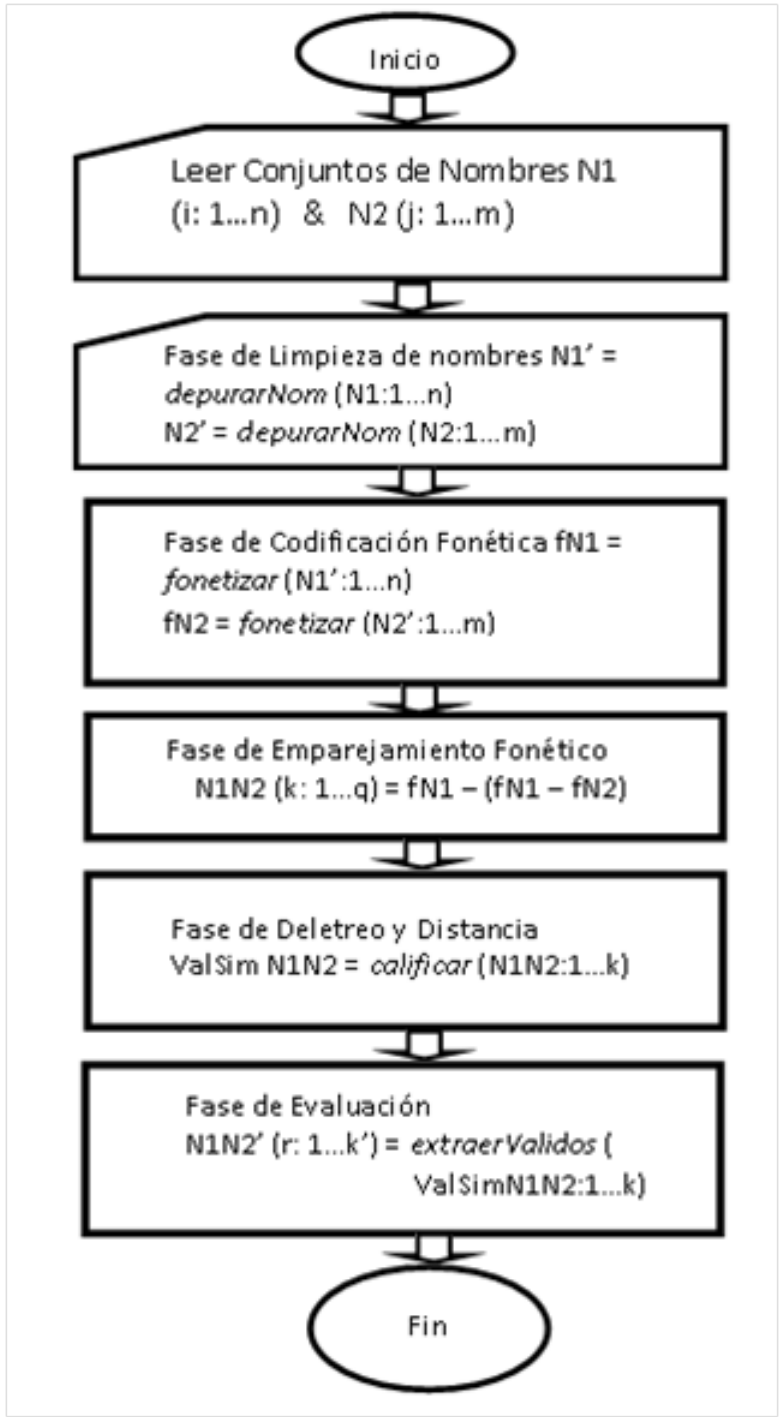 Inicio
Leer Conjuntos de Nombres N1
(i: 1...n) & N2 (j: 1...m)
Fase de Limpieza de nombres N1’ =
depurarNom (N1:1...n)
N2’ = depurarNom (N2:1...m)
Fase de Codificación Fonética fN1 =
fonetizar (N1’:1...n)
fN2 = fonetizar (N2’:1...m)
Fase de Emparejamiento Fonético
N1N2 (k: 1...q) = fN1 – (fN1 – fN2)
Fase de Deletreo y Distancia
ValSim N1N2 = calificar (N1N2:1...k)
Fase de Evaluación
N1N2’ (r: 1...k’) = extraerValidos (
ValSimN1N2:1...k)
Fin